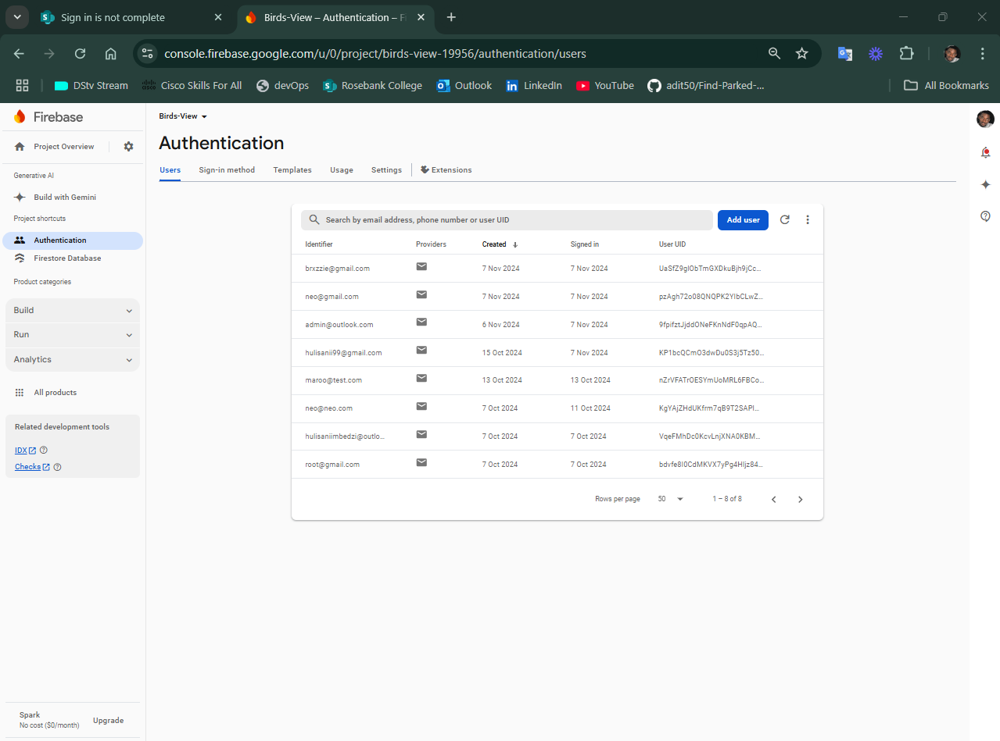 Sign in is not complete
Birds-View – Authentication – Fi
console.firebase.google.com/u/0/project/birds-view-19956/authentication/users
DStv Stream
Cisco Skills For All
devOps
Rosebank College
Outlook
LinkedIn
YouTube
adit50/Find-Parked-...
All Bookmarks
Firebase
Project Overview
Generative AI
Build with Gemini
Project shortcuts
Authentication
Firestore Database
Product categories
Build
Run
Analytics
All products
Related development tools
IDX
Checks
Spark
No cost ($0/month)
Upgrade
Birds-View
Authentication
Users Sign-in method Templates Usage Settings Extensions
Search by email address, phone number or user UID
Add user
Identifier Providers Created Signed in User UID
brxzzie@gmail.com 7 Nov 2024 7 Nov 2024
neo@gmail.com 7 Nov 2024 7 Nov 2024
admin@outlook.com 6 Nov 2024 7 Nov 2024
hulisanii99@gmail.com 15 Oct 2024 7 Nov 2024
maroo@test.com 13 Oct 2024 13 Oct 2024
neo@neo.com 7 Oct 2024 11 Oct 2024
hulisaniimbedzi@outlo... 7 Oct 2024 7 Oct 2024
root@gmail.com 7 Oct 2024 7 Oct 2024
Rows per page 50 1 – 8 of 8